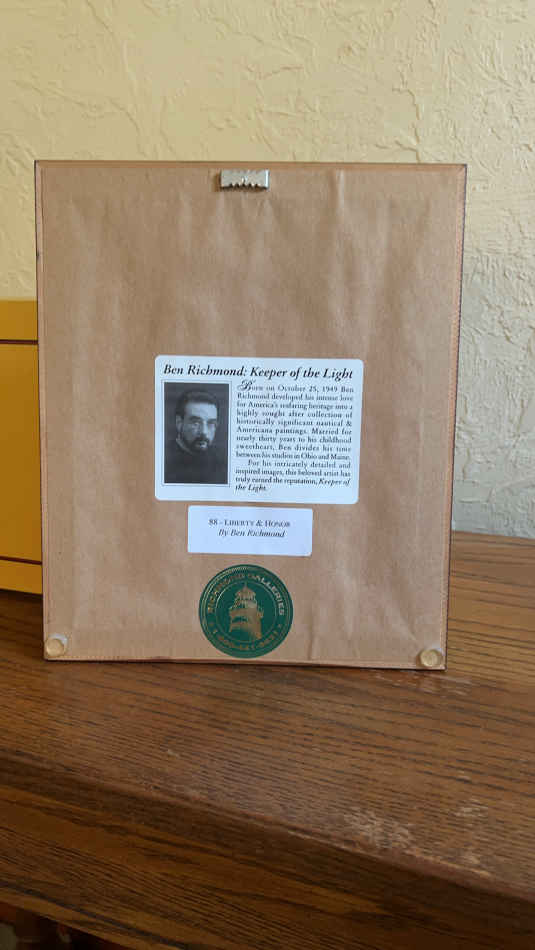 Ben Richmond: Keeper of the Light
Born on October 25, 1949 Ben
Richmond developed his intense love
for America's seafaring heritage into a
highly sought after collection of
historically significant nautical &
Americana paintings. Married for
nearly thirty years to his childhood
sweetheart, Ben divides his time
between his studios in Ohio and Maine.
For his intricately detailed and
inspired images, this beloved artist has
truly earned the reputation, Keeper of
the Light.
88 - LIBERTY & HONOR
By Ben Richmond
RICHMOND GALLERIES